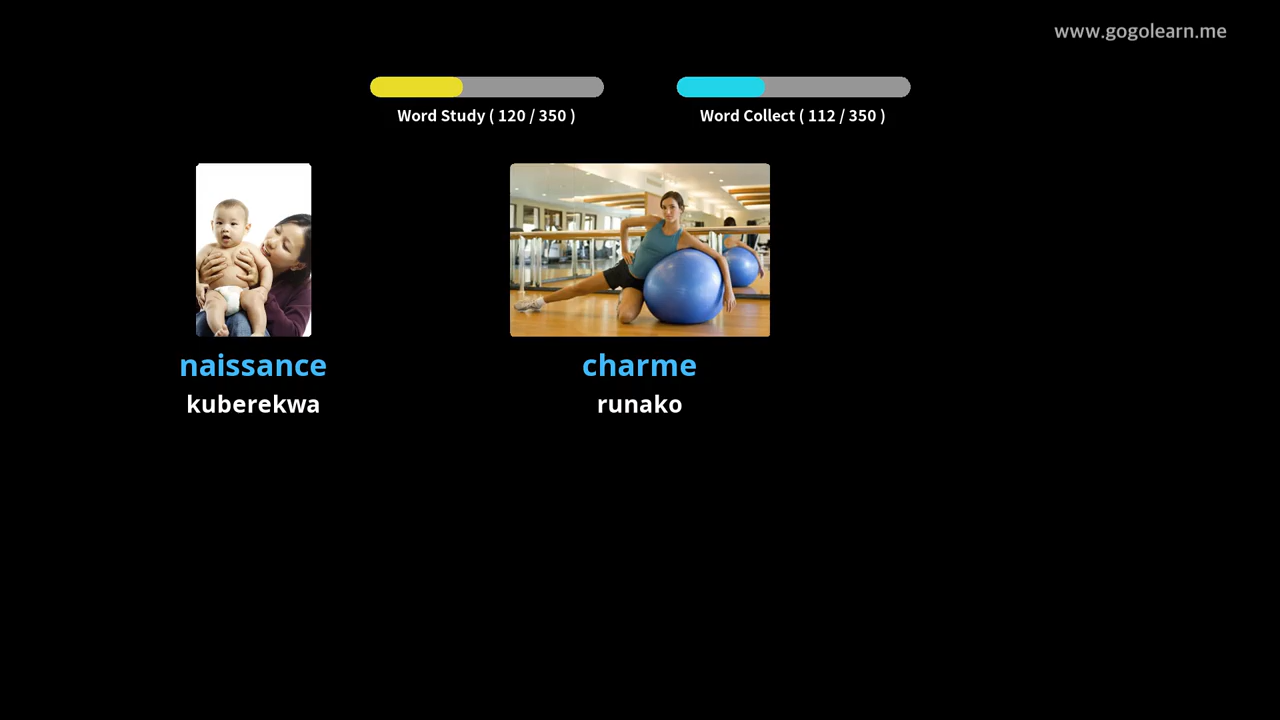 www.gogolearn.me
Word Study ( 120 / 350 )
Word Collect ( 112 / 350 )
naissance
kuberekwa
charme
runako